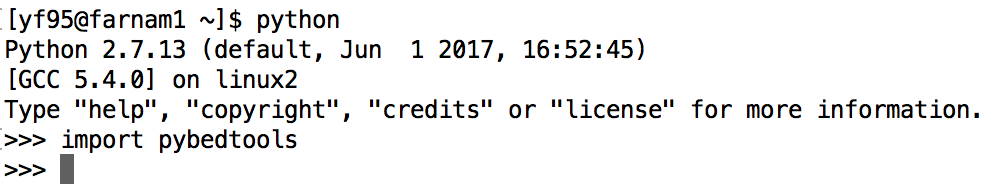 [yf95@farnam1 ~]$ python
Python 2.7.13 (default, Jun  1 2017, 16:52:45)
[GCC 5.4.0] on linux2
Type "help", "copyright", "credits" or "license" for more information.
>>> import pybedtools
>>>